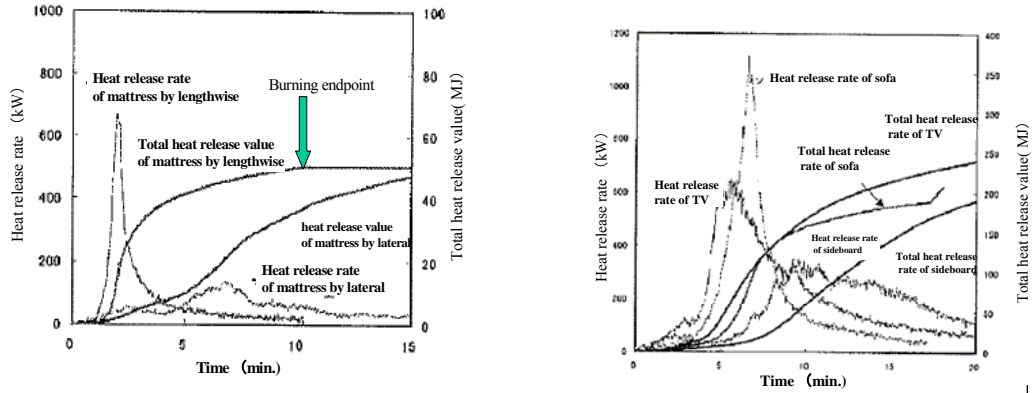 1000
800
600
400
200
0
Heat release rate (kW)
Heat release rate
of mattress by lengthwise
Burning endpoint
Total heat release value
of mattress by lengthwise
heat release value
of mattress by lateral
Heat release rate
of mattress by lateral
100
80
60
40
20
0
Total heat release value( MJ)
0
5
10
15
Time (min.)
1200
1000
800
600
400
200
0
Heat release rate (kW)
Heat release rate of sofa
Total heat release
rate of TV
Total heat release
rate of sofa
Heat release
rate of TV
Heat release rate
of sideboard
Total heat release
rate of sideboard
400
350
300
250
200
150
100
50
0
Total heat release value( MJ)
0
5
10
15
20
Time (min.)